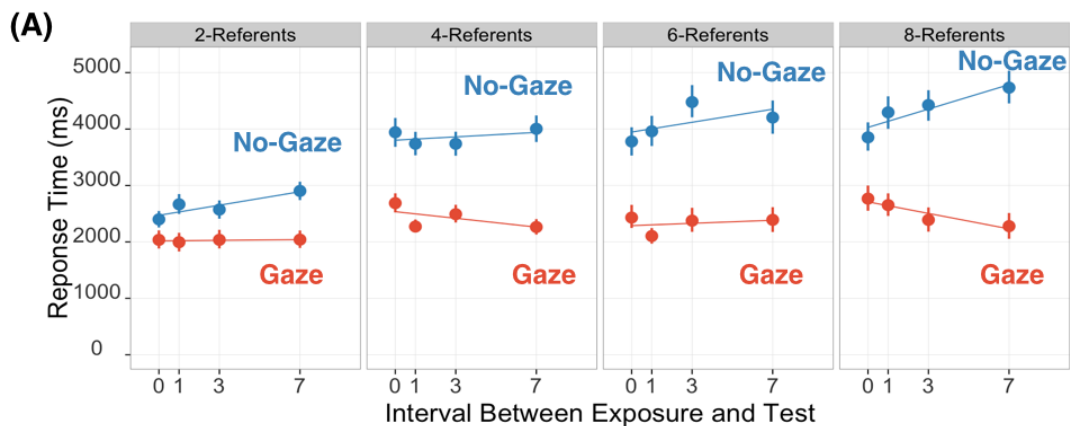 (A)
2-Referents 4-Referents 6-Referents 8-Referents
Reponse Time (ms)
5000
4000
3000
2000
1000
0
No-Gaze
Gaze
No-Gaze
Gaze
No-Gaze
Gaze
No-Gaze
Gaze
0 1 3 7 0 1 3 7 0 1 3 7 0 1 3 7
Interval Between Exposure and Test